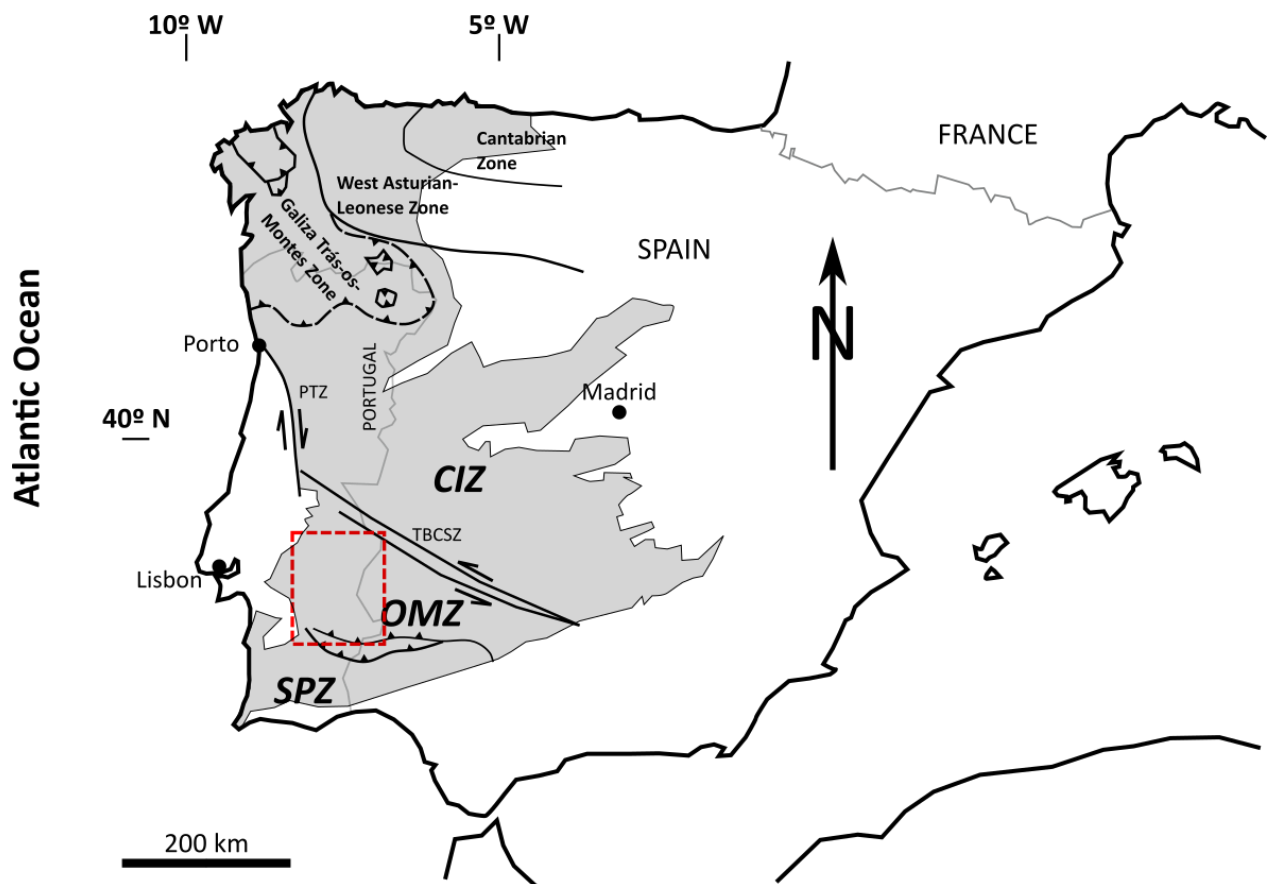 10º W
5º W
FRANCE
Cantabrian
Zone
West Asturian-
Leonese Zone
Galiza Trás-os-
Montes Zone
SPAIN
Atlantic Ocean
N
Porto
PORTUGAL
Madrid
PTZ
40º N
CIZ
TBCSZ
Lisbon
OMZ
SPZ
200 km